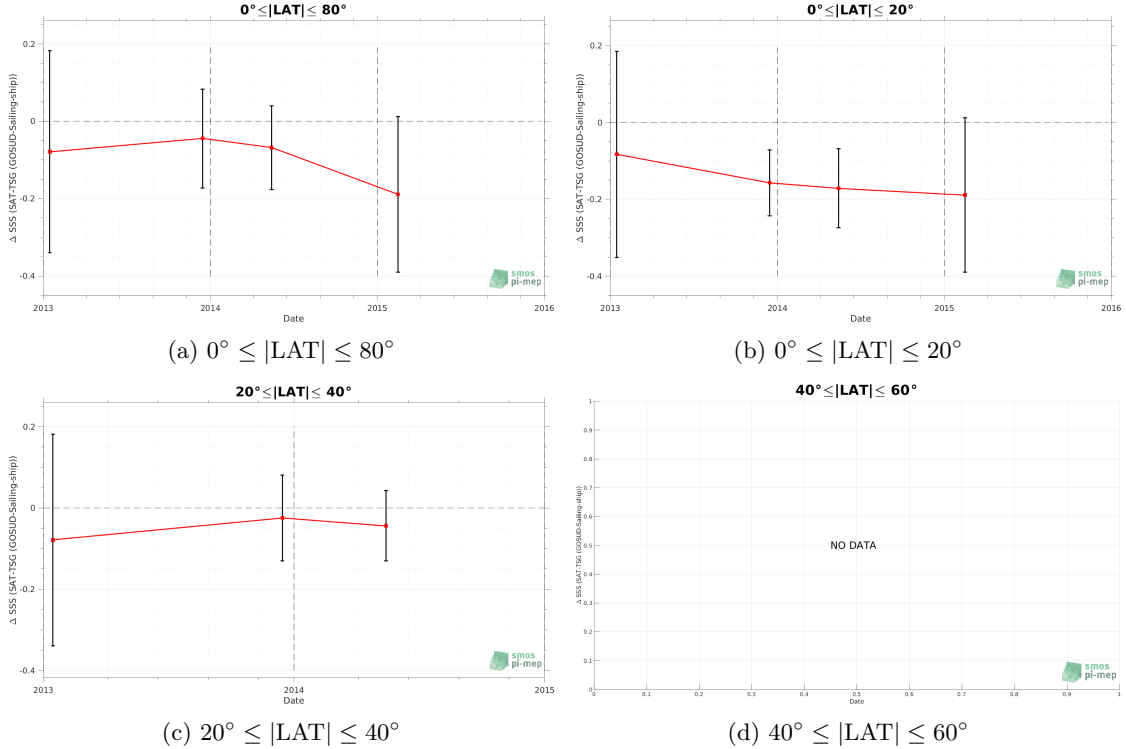 0°≤|LAT|≤ 80°
Δ SSS (SAT-TSG (GOSUD-Sailing-ship))
0.2
0
-0.2
-0.4
2013
2014
2015
2016
Date
smos
pi-mep
(a) 0° ≤ |LAT| ≤ 80°
0°≤|LAT|≤ 20°
Δ SSS (SAT-TSG (GOSUD-Sailing-ship))
0.2
0
-0.2
-0.4
2013
2014
2015
2016
Date
smos
pi-mep
(b) 0° ≤ |LAT| ≤ 20°
20°≤|LAT|≤ 40°
Δ SSS (SAT-TSG (GOSUD-Sailing-ship))
0.2
0
-0.2
-0.4
2013
2014
2015
Date
smos
pi-mep
(c) 20° ≤ |LAT| ≤ 40°
40°≤|LAT|≤ 60°
Δ SSS (SAT-TSG (GOSUD-Sailing-ship))
1
0.9
0.8
0.7
0.6
0.5
0.4
0.3
0.2
0.1
0
NO DATA
0
0.1
0.2
0.3
0.4
0.5
0.6
0.7
0.8
0.9
1
Date
smos
pi-mep
(d) 40° ≤ |LAT| ≤ 60°